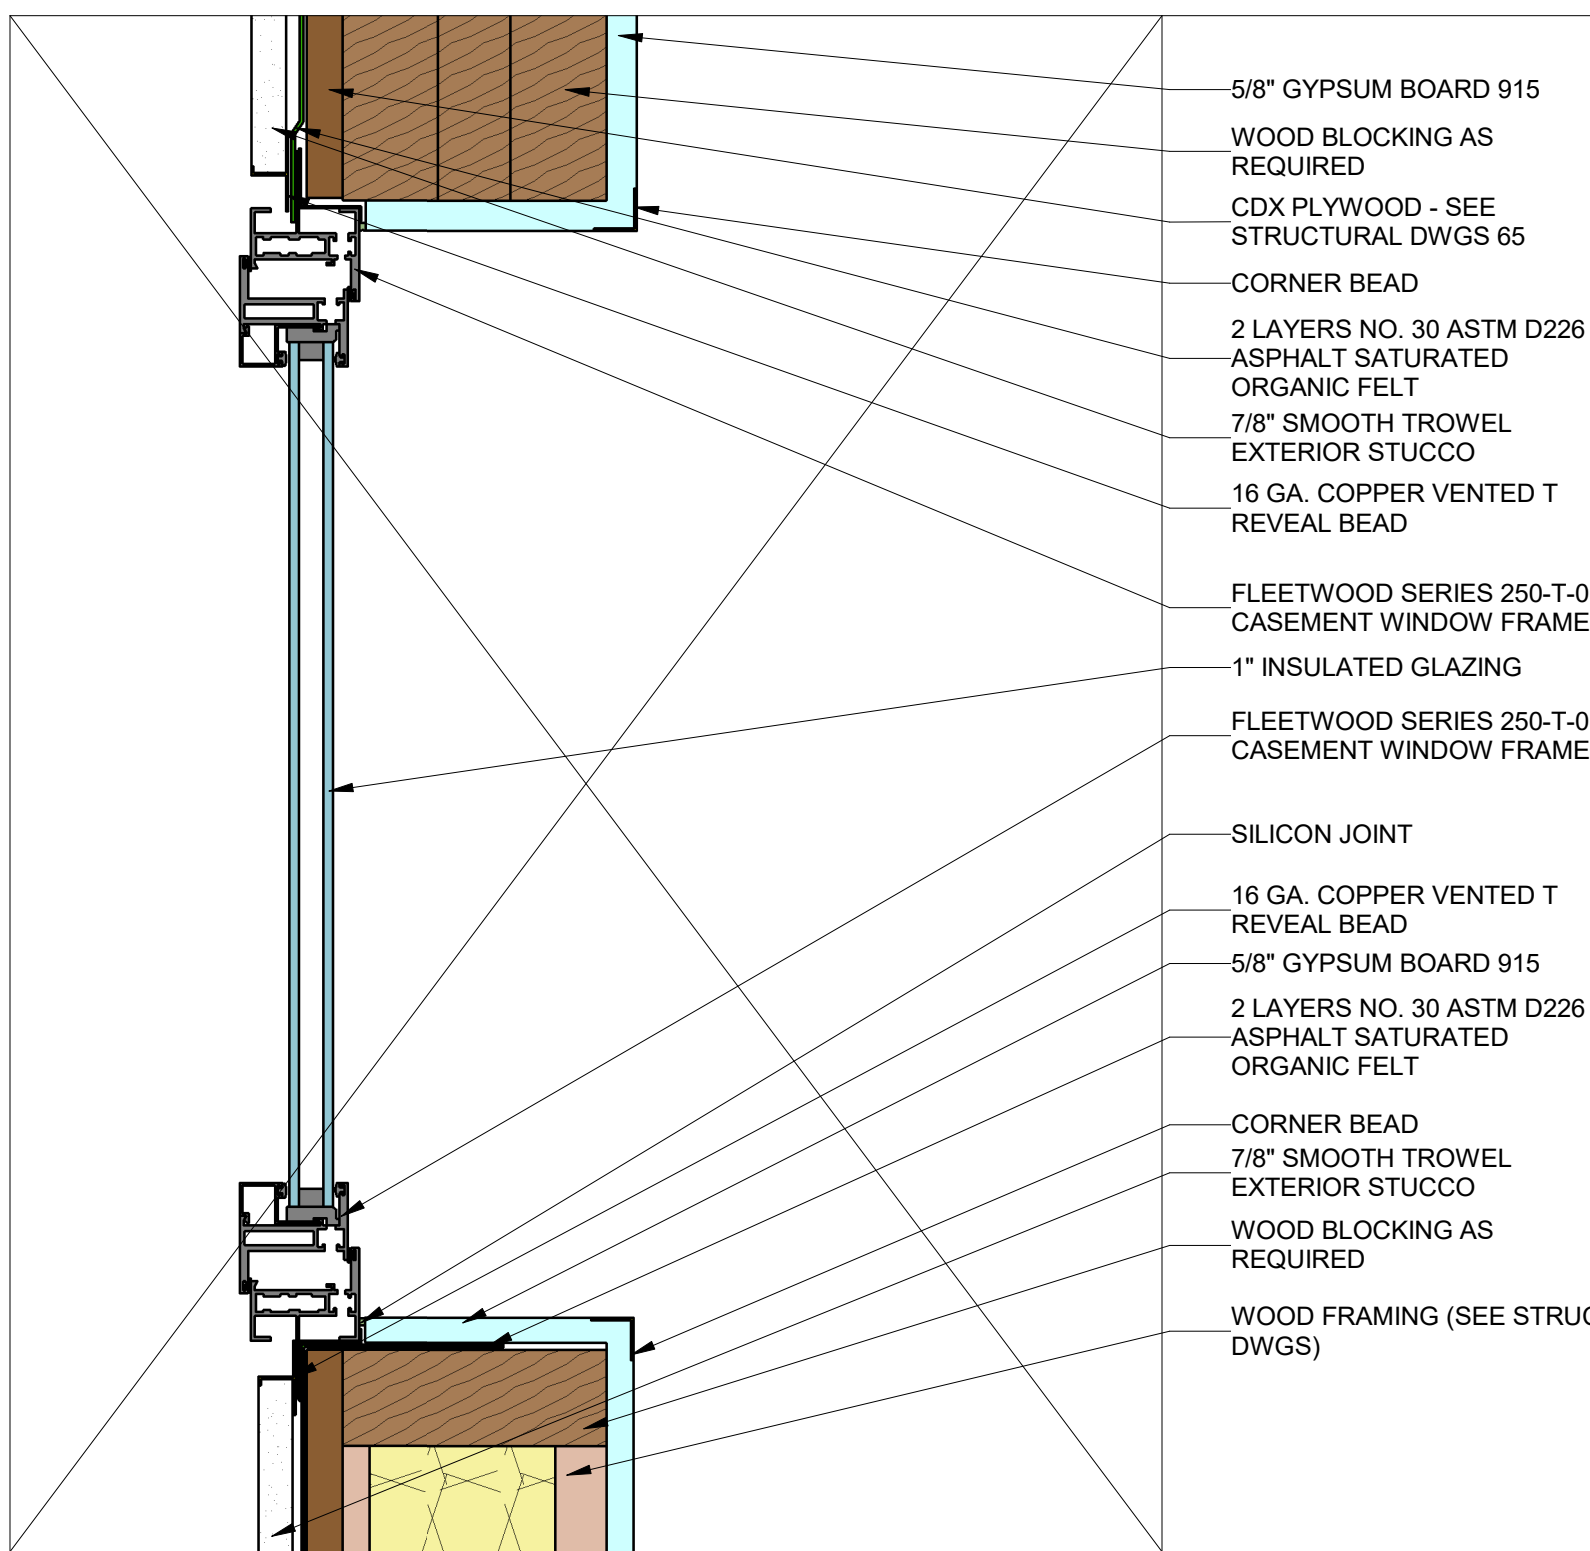 5/8" GYPSUM BOARD 915
WOOD BLOCKING AS
REQUIRED
CDX PLYWOOD - SEE
STRUCTURAL DWGS 65
CORNER BEAD
2 LAYERS NO. 30 ASTM D226
ASPHALT SATURATED
ORGANIC FELT
7/8" SMOOTH TROWEL
EXTERIOR STUCCO
16 GA. COPPER VENTED T
REVEAL BEAD
FLEETWOOD SERIES 250-T-0
CASEMENT WINDOW FRAME
1" INSULATED GLAZING
FLEETWOOD SERIES 250-T-0
CASEMENT WINDOW FRAME
SILICON JOINT
16 GA. COPPER VENTED T
REVEAL BEAD
5/8" GYPSUM BOARD 915
2 LAYERS NO. 30 ASTM D226
ASPHALT SATURATED
ORGANIC FELT
CORNER BEAD
7/8" SMOOTH TROWEL
EXTERIOR STUCCO
WOOD BLOCKING AS
REQUIRED
WOOD FRAMING (SEE STRUC
DWGS)